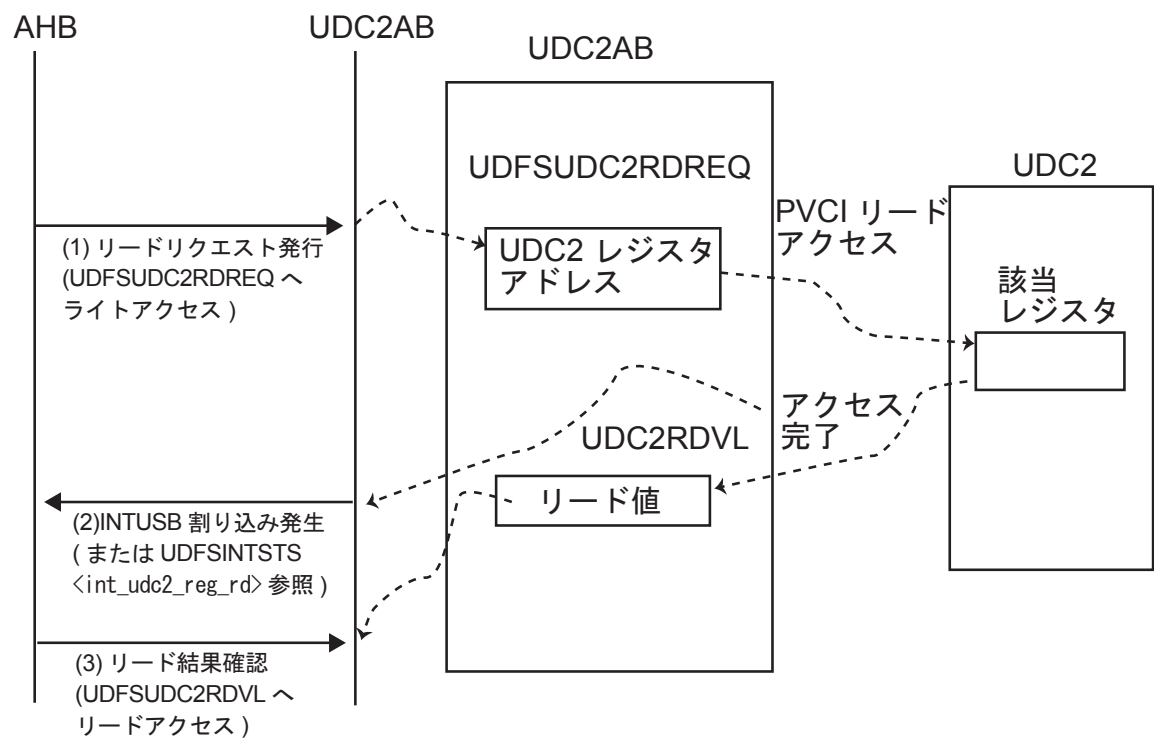 AHB
UDC2AB
UDC2AB
UDC2
UDFSUDC2RDREQ
UDC2 レジスタ
アドレス
PVCI リード
アクセス
該当
レジスタ
(1) リードリクエスト発行
(UDFSUDC2RDREQ へ
ライトアクセス )
アクセス
完了
UDC2RDVL
リード値
(2)INTUSB 割り込み発生
( または UDFSINTSTS
<int_udc2_reg_rd> 参照 )
(3) リード結果確認
(UDFSUDC2RDVL へ
リードアクセス )